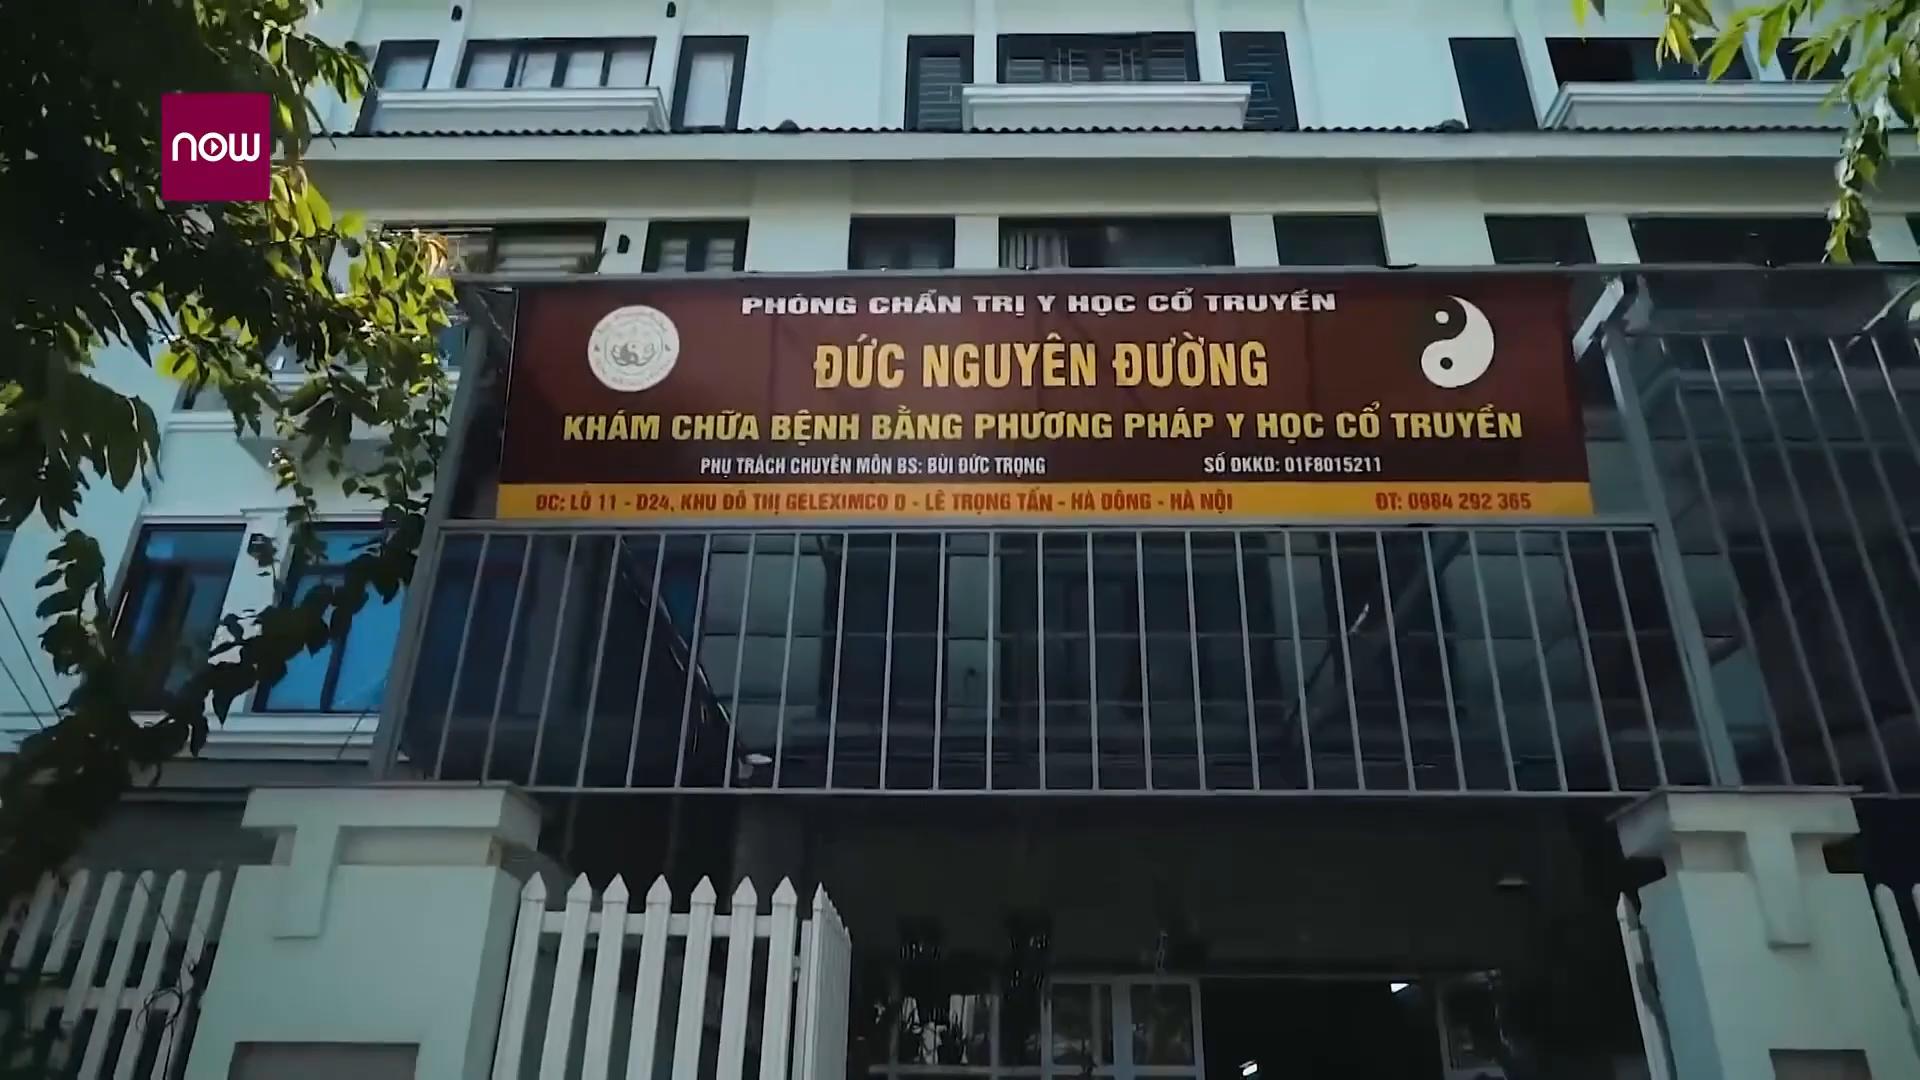 now
PHÒNG CHẨN TRỊ Y HỌC CỔ TRUYỀN
ĐỨC NGUYÊN ĐƯỜNG
KHÁM CHỮA BỆNH BẰNG PHƯƠNG PHÁP Y HỌC CỔ TRUYỀN
PHỤ TRÁCH CHUYÊN MÔN BS: BÙI ĐỨC TRỌNG SỐ ĐKKD: 01F8015211
ĐC: LÔ 11 - D24, KHU ĐÔ THỊ GELEXIMCO D - LÊ TRỌNG TẤN - HÀ ĐÔNG - HÀ NỘI ĐT: 0984 292 365